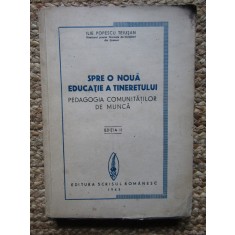 ILIE POPESCU TEIUȘAN
SPRE O NOUĂ
EDUCAȚIE A TINERETULUI
PEDAGOGIA COMUNITĂȚILOR
DE MUNCĂ
EDIȚIA II
EDITURA SCRISUL ROMÂNESC